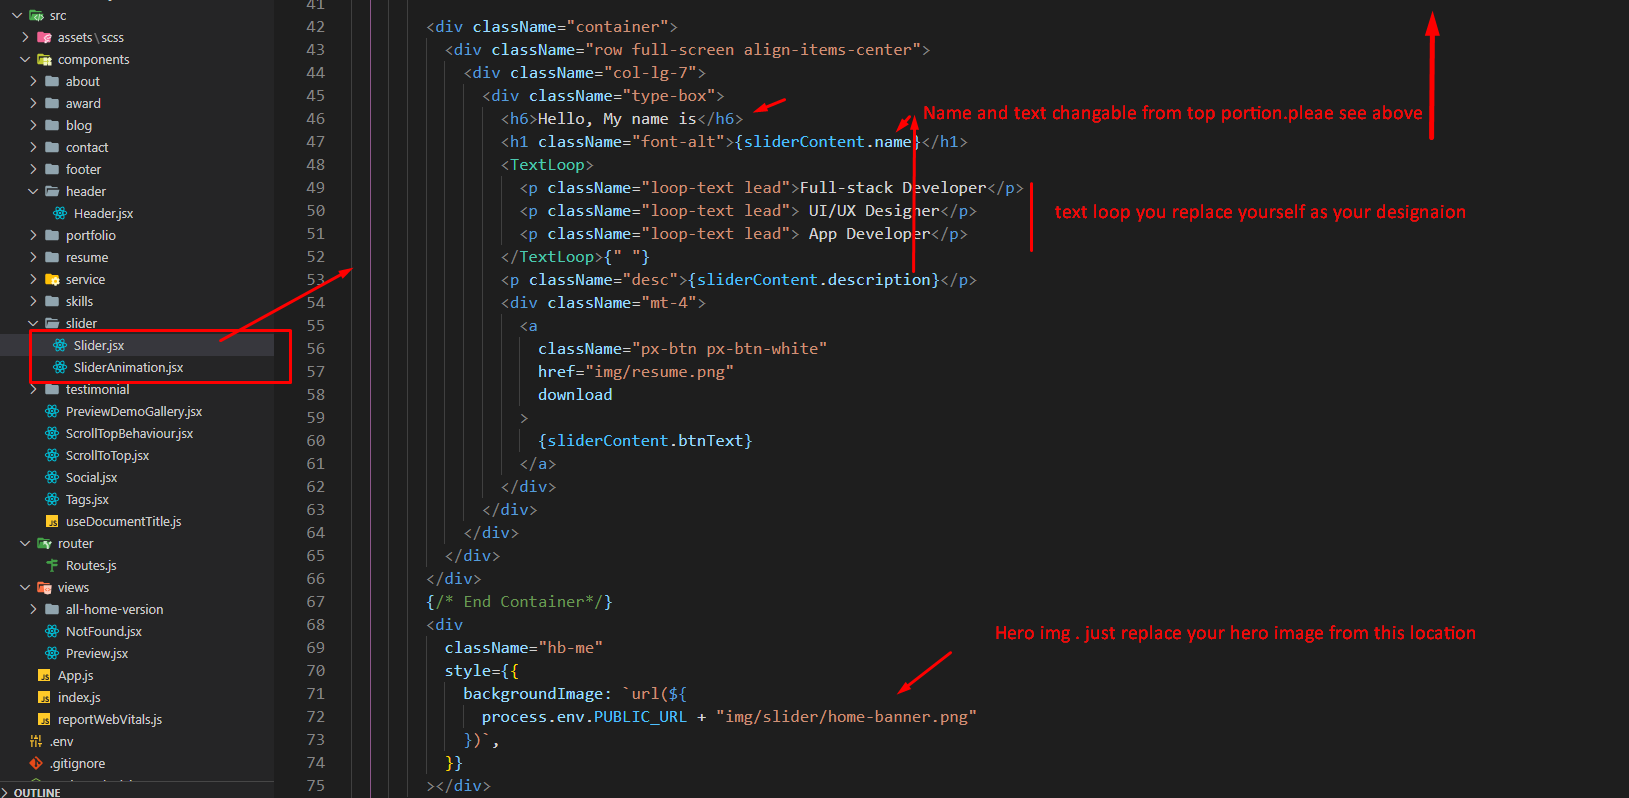 src
assets\scss
components
about
award
blog
contact
footer
header
Header.jsx
portfolio
resume
service
skills
slider
Slider.jsx
SliderAnimation.jsx
testimonial
PreviewDemoGallery.jsx
ScrollTopBehaviour.jsx
ScrollToTop.jsx
Social.jsx
Tags.jsx
useDocumentTitle.js
router
Routes.js
views
all-home-version
NotFound.jsx
Preview.jsx
App.js
index.js
reportWebVitals.js
.env
.gitignore
OUTLINE
41
42 <div className="container">
43 <div className="row full-screen align-items-center">
44 <div className="col-lg-7">
45 <div className="type-box">
46 <h6>Hello, My name is</h6>
Name and text changable from top portion.pleae see above
47 <h1 className="font-alt">{sliderContent.name}</h1>
48 <TextLoop>
49 <p className="loop-text lead">Full-stack Developer</p>
50 <p className="loop-text lead"> UI/UX Designer</p>
text loop you replace yourself as your designaion
51 <p className="loop-text lead"> App Developer</p>
52 </TextLoop>{" "}
53 <p className="desc">{sliderContent.description}</p>
54 <div className="mt-4">
55 <a
56 className="px-btn px-btn-white"
57 href="img/resume.png"
58 download
59 >
60 {sliderContent.btnText}
61 </a>
62 </div>
63 </div>
64 </div>
65 </div>
66 </div>
67 {/* End Container*/}
68 <div
Hero img . just replace your hero image from this location
69 className="hb-me"
70 style={{
71 backgroundImage: `url(${
72 process.env.PUBLIC_URL + "img/slider/home-banner.png"
73 })`,
74 }}
75 ></div>